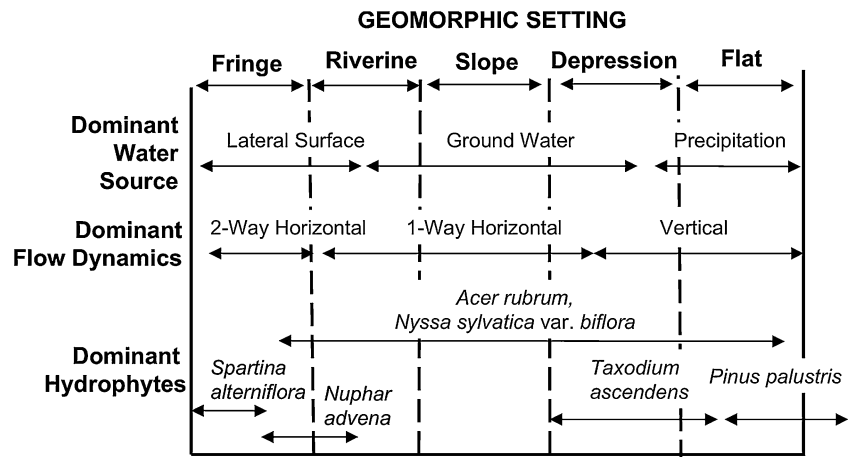 GEOMORPHIC SETTING
Fringe Riverine Slope Depression Flat
Dominant
Water
Source
Lateral Surface Ground Water Precipitation
Dominant
Flow Dynamics
2-Way Horizontal 1-Way Horizontal Vertical
Acer rubrum,
Nyssa sylvatica var. biflora
Dominant
Hydrophytes
Spartina
alterniflora
Nuphar
advena
Taxodium
ascendens
Pinus palustris